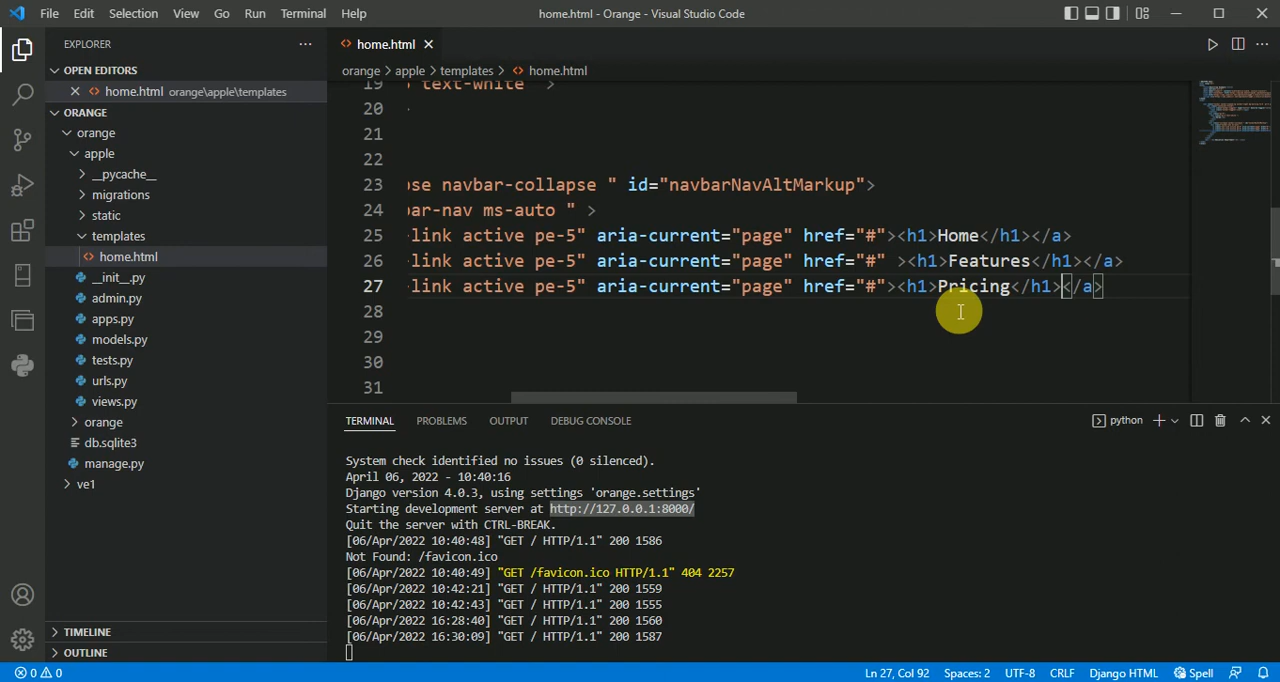 File Edit Selection View Go Run Terminal Help
home.html - Orange - Visual Studio Code
EXPLORER
OPEN EDITORS
home.html orange\apple\templates
ORANGE
orange
apple
__pycache__
migrations
static
templates
home.html
__init__.py
admin.py
apps.py
models.py
tests.py
urls.py
views.py
orange
db.sqlite3
manage.py
ve1
TIMELINE
OUTLINE
home.html
orange > apple > templates > home.html
19 text-white ">
20
21
22
23 se navbar-collapse " id="navbarNavAltMarkup">
24 ar-nav ms-auto " >
25 link active pe-5" aria-current="page" href="#"><h1>Home</h1></a>
26 link active pe-5" aria-current="page" href="#" ><h1>Features</h1></a>
27 link active pe-5" aria-current="page" href="#"><h1>Pricing</h1></a>
28
29
30
31
TERMINAL PROBLEMS OUTPUT DEBUG CONSOLE
python
System check identified no issues (0 silenced).
April 06, 2022 - 10:40:16
Django version 4.0.3, using settings 'orange.settings'
Starting development server at http://127.0.0.1:8000/
Quit the server with CTRL-BREAK.
[06/Apr/2022 10:40:48] "GET / HTTP/1.1" 200 1586
Not Found: /favicon.ico
[06/Apr/2022 10:40:49] "GET /favicon.ico HTTP/1.1" 404 2257
[06/Apr/2022 10:42:21] "GET / HTTP/1.1" 200 1559
[06/Apr/2022 10:42:43] "GET / HTTP/1.1" 200 1555
[06/Apr/2022 16:28:40] "GET / HTTP/1.1" 200 1560
[06/Apr/2022 16:30:09] "GET / HTTP/1.1" 200 1587
0 0
Ln 27, Col 92 Spaces: 2 UTF-8 CRLF Django HTML Spell